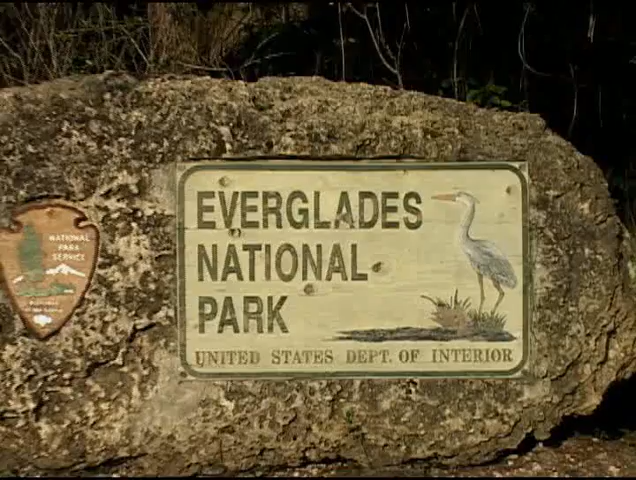 NATIONAL
PARK
SERVICE
EVERGLADES
NATIONAL
PARK
UNITED STATES DEPT. OF INTERIOR